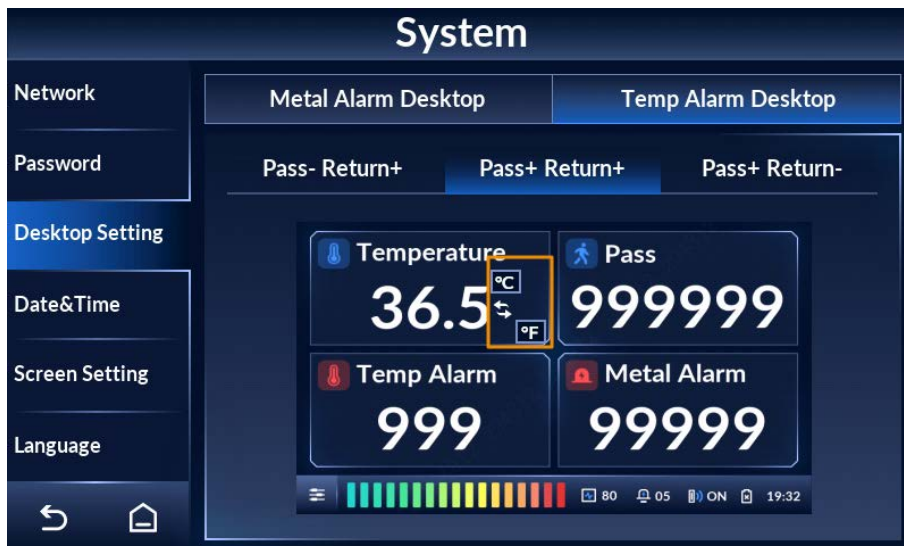 System
Network
Password
Desktop Setting
Date&Time
Screen Setting
Language
Metal Alarm Desktop Temp Alarm Desktop
Pass- Return+ Pass+ Return+ Pass+ Return-
Temperature
36.5
°C
°F
Pass
999999
Temp Alarm
999
Metal Alarm
99999
80 05 ON 19:32